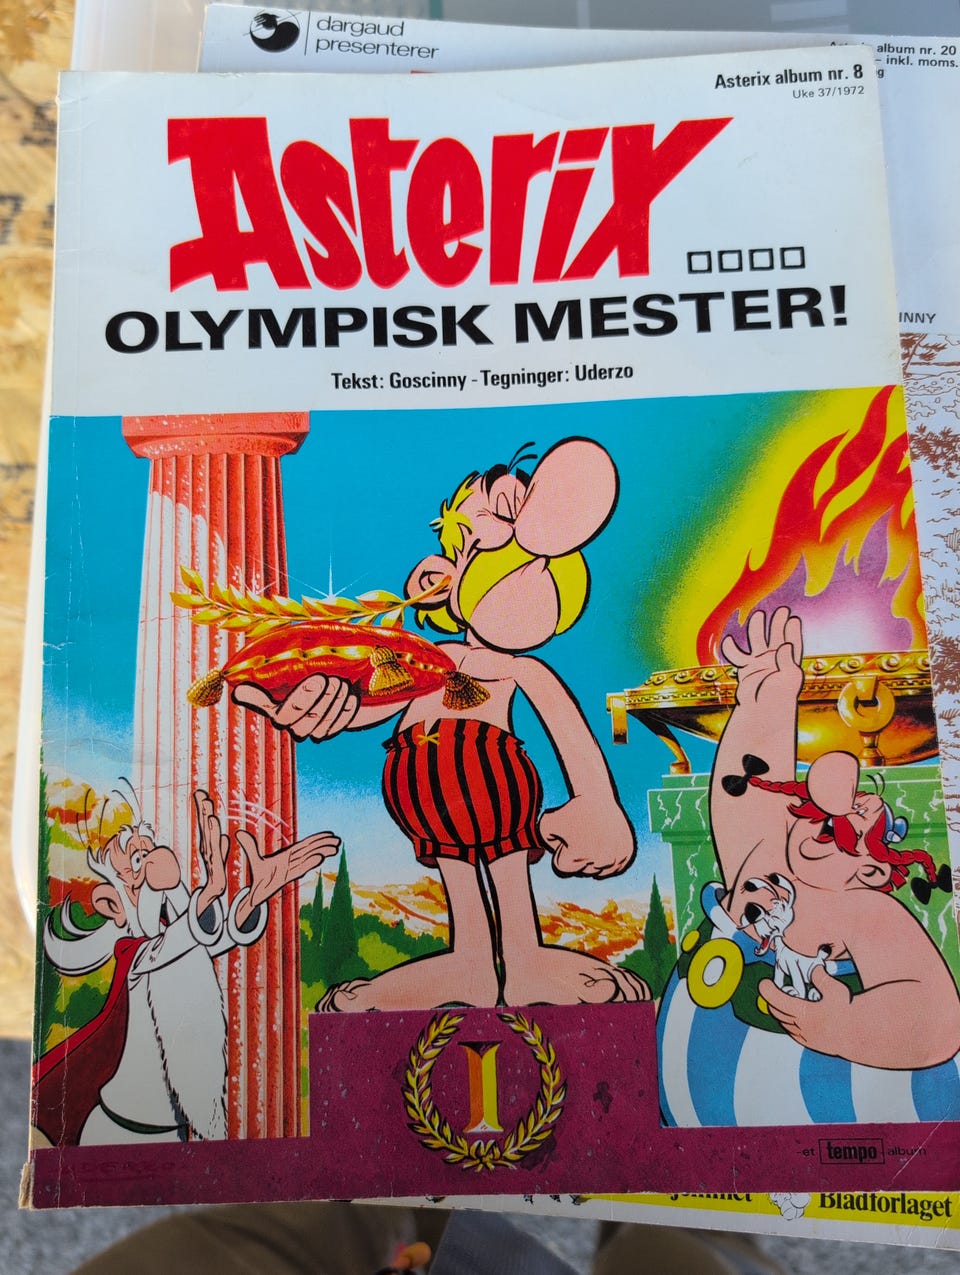 dargaud
presenterer
album nr. 20
– inkl. moms.
Asterix album nr. 8
Uke 37/1972
Asterix ....
OLYMPISK MESTER!
Tekst: Goscinny - Tegninger: Uderzo
INNY
I
-et tempo-album
Bladforlaget